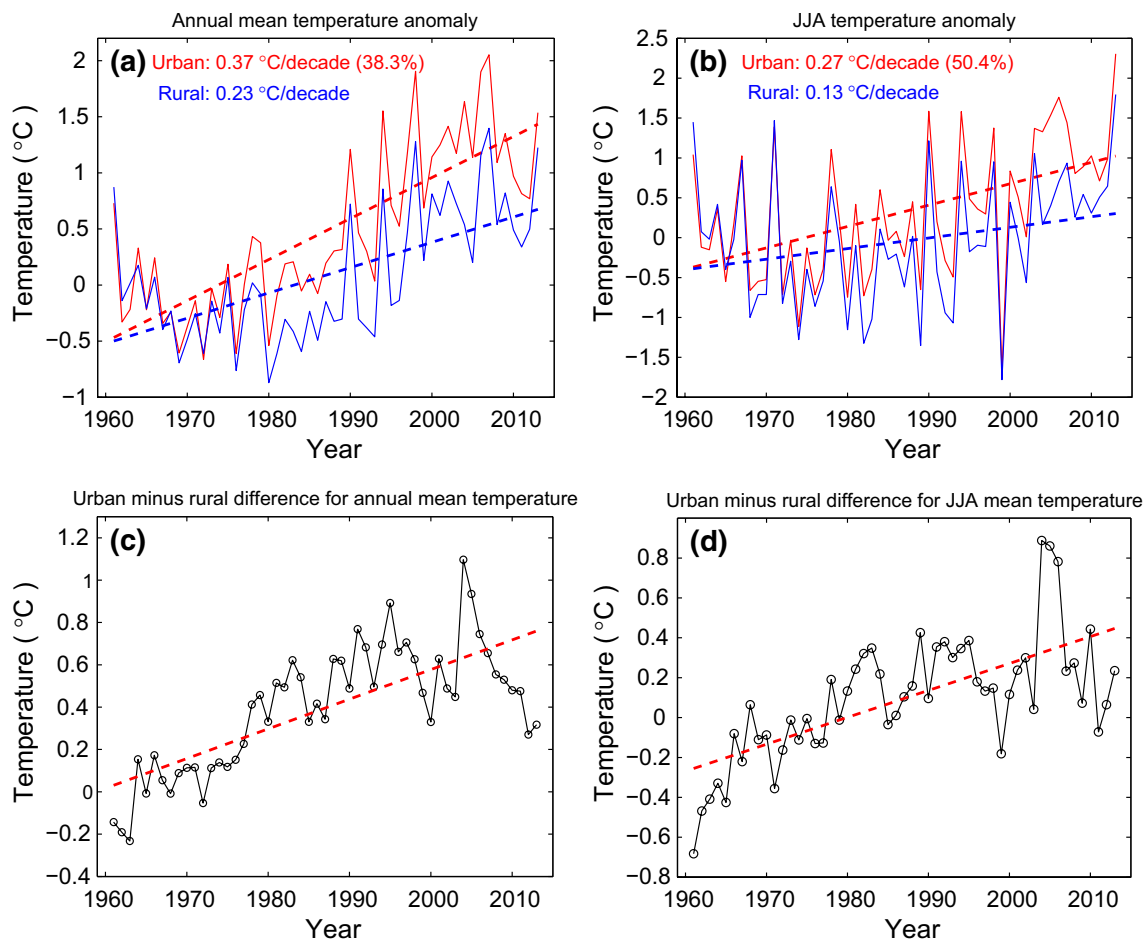 Annual mean temperature anomaly
(a) Urban: 0.37 °C/decade (38.3%)
Rural: 0.23 °C/decade
2
1.5
1
0.5
0
−0.5
−1
Temperature ( °C )
1960 1970 1980 1990 2000 2010
Year
JJA temperature anomaly
(b) Urban: 0.27 °C/decade (50.4%)
Rural: 0.13 °C/decade
2.5
2
1.5
1
0.5
0
−0.5
−1
−1.5
−2
Temperature ( °C )
1960 1970 1980 1990 2000 2010
Year
Urban minus rural difference for annual mean temperature
(c)
1.2
1
0.8
0.6
0.4
0.2
0
−0.2
−0.4
Temperature ( °C )
1960 1970 1980 1990 2000 2010
Year
Urban minus rural difference for JJA mean temperature
(d)
0.8
0.6
0.4
0.2
0
−0.2
−0.4
−0.6
−0.8
Temperature ( °C )
1960 1970 1980 1990 2000 2010
Year